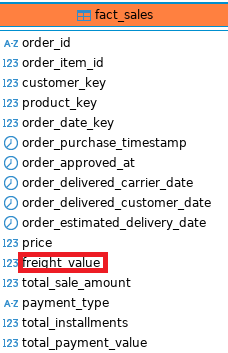 fact_sales
A-Z order_id
123 order_item_id
123 customer_key
123 product_key
123 order_date_key
order_purchase_timestamp
order_approved_at
order_delivered_carrier_date
order_delivered_customer_date
order_estimated_delivery_date
123 price
123 freight_value
123 total_sale_amount
A-Z payment_type
123 total_installments
123 total_payment_value